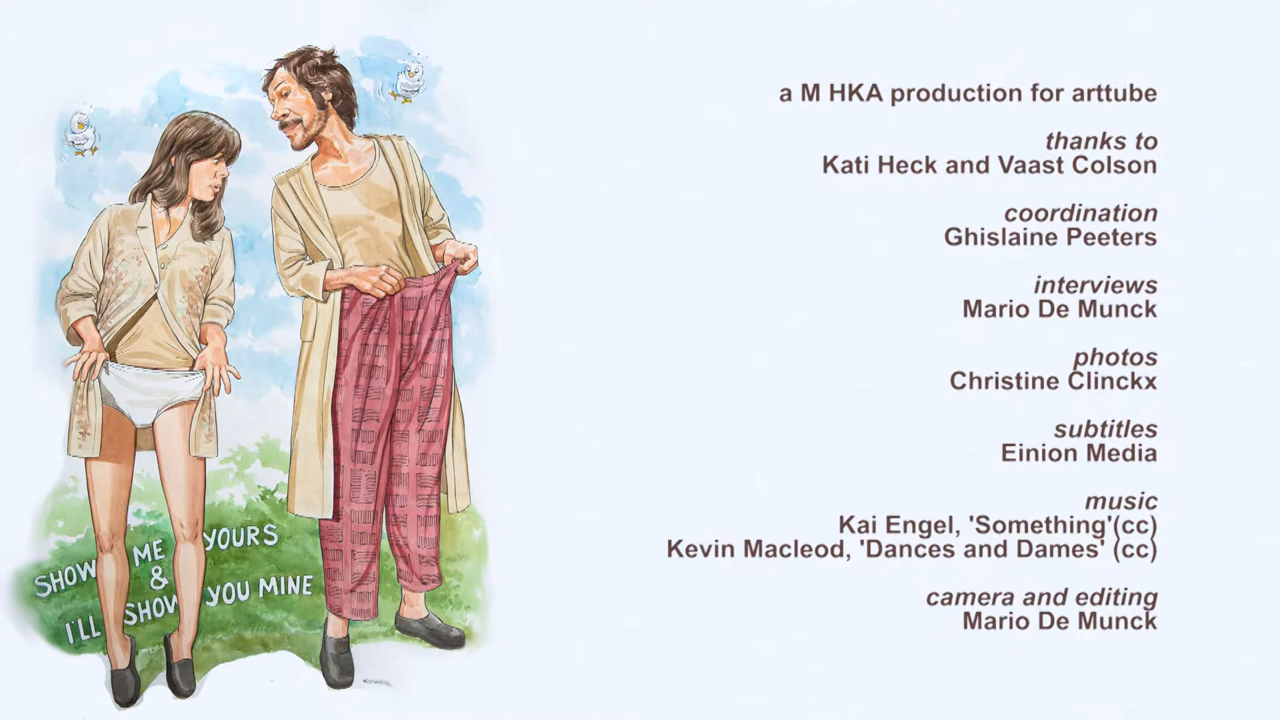 SHOW ME YOURS
&
I'LL SHOW YOU MINE
a M HKA production for arttube
thanks to
Kati Heck and Vaast Colson
coordination
Ghislaine Peeters
interviews
Mario De Munck
photos
Christine Clinckx
subtitles
Einion Media
music
Kai Engel, 'Something'(cc)
Kevin Macleod, 'Dances and Dames' (cc)
camera and editing
Mario De Munck